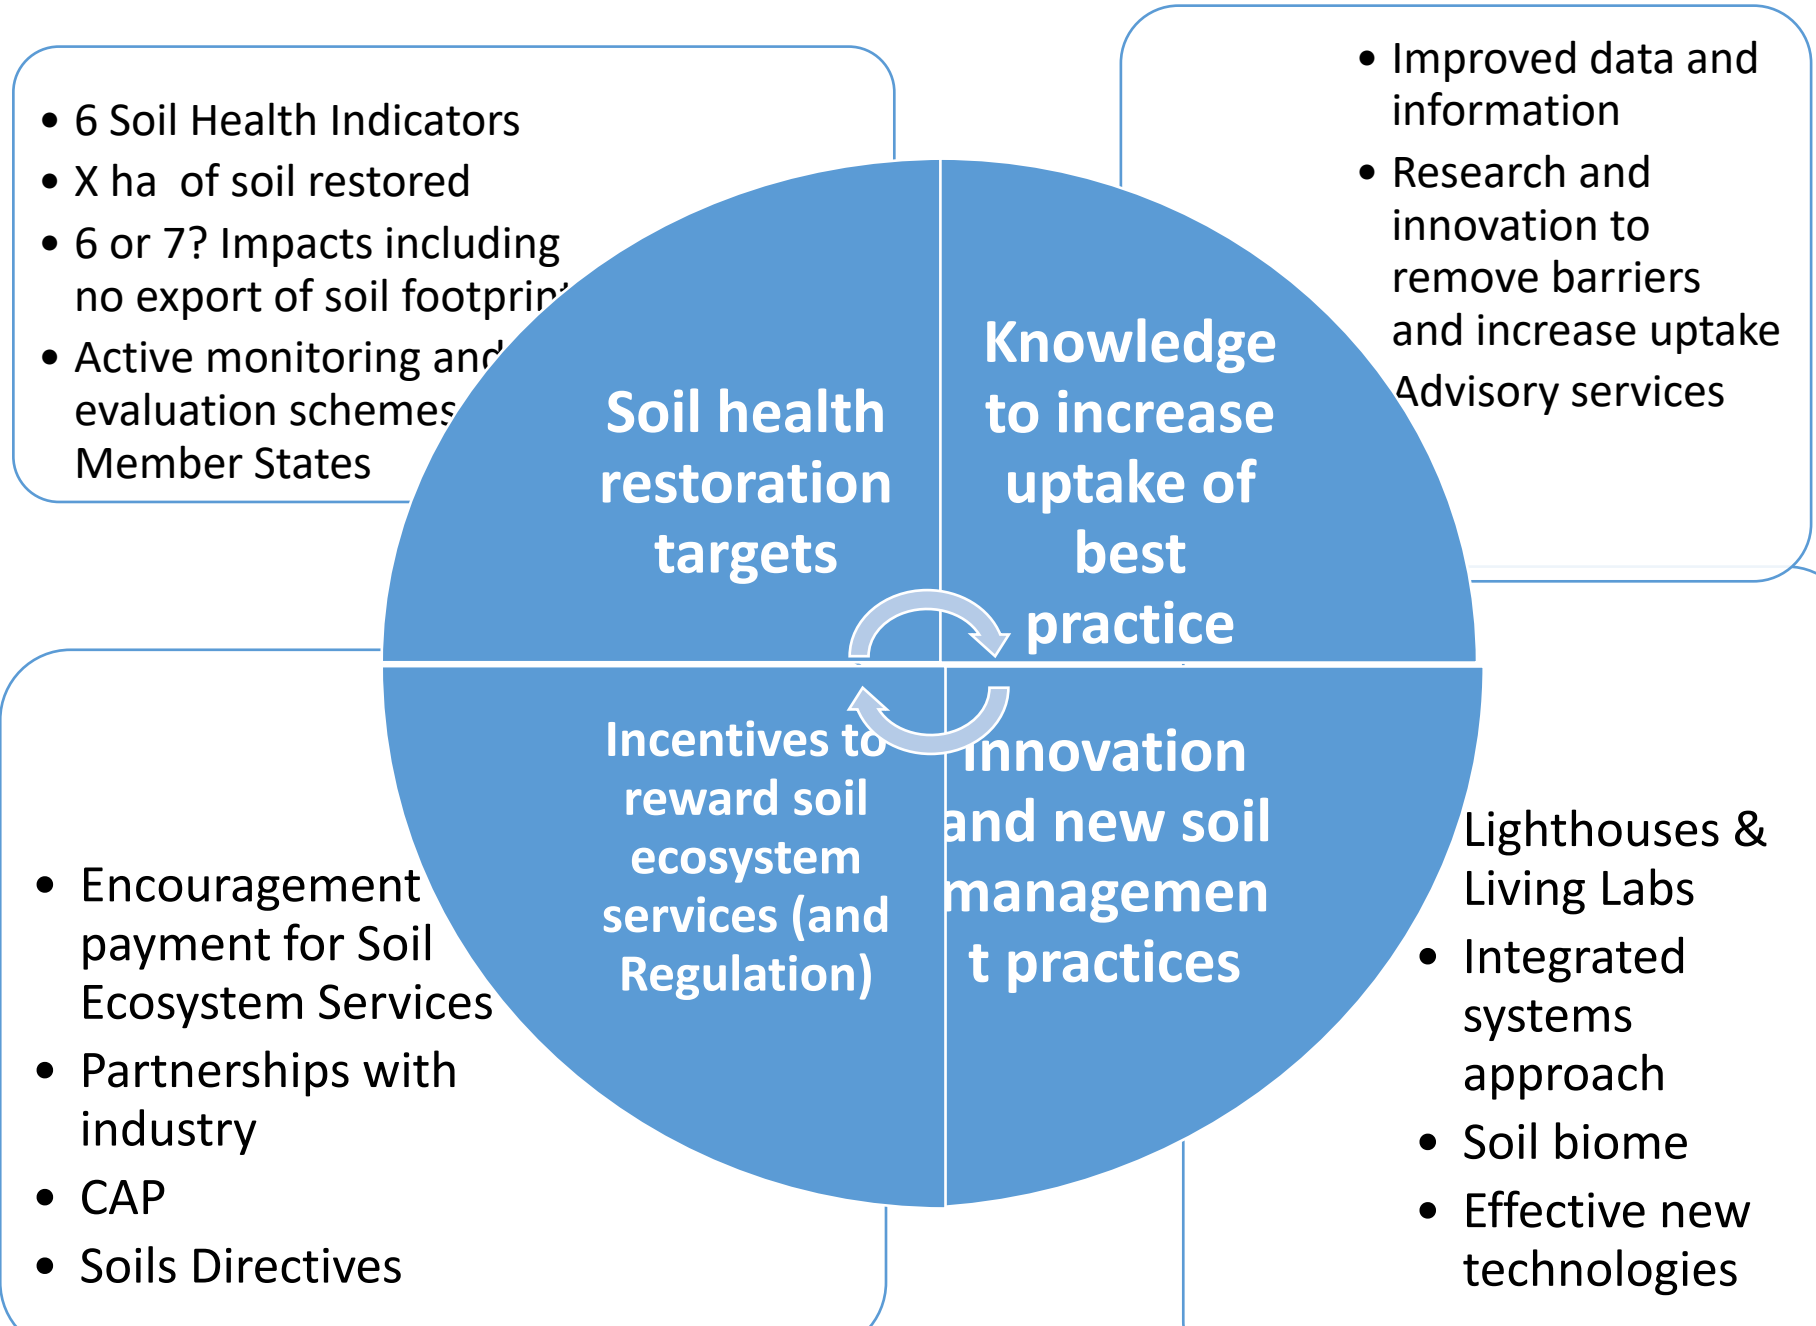 • 6 Soil Health Indicators
• X ha of soil restored
• 6 or 7? Impacts including
no export of soil footprint
• Active monitoring and
evaluation schemes
Member States
• Improved data and
information
• Research and
innovation to
remove barriers
and increase uptake
Advisory services
Soil health
restoration
targets
Knowledge
to increase
uptake of
best
practice
Incentives to
reward soil
ecosystem
services (and
Regulation)
Innovation
and new soil
managemen
t practices
• Encouragement
payment for Soil
Ecosystem Services
• Partnerships with
industry
• CAP
• Soils Directives
Lighthouses &
Living Labs
• Integrated
systems
approach
• Soil biome
• Effective new
technologies